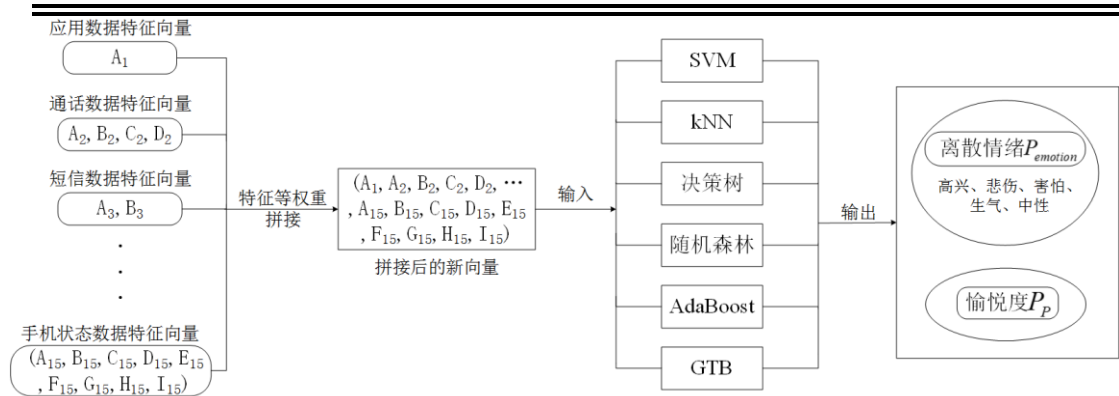 应用数据特征向量
A₁
通话数据特征向量
A₂, B₂, C₂, D₂
短信数据特征向量
A₃, B₃
.
.
.
手机状态数据特征向量
(A₁₅, B₁₅, C₁₅, D₁₅, E₁₅
, F₁₅, G₁₅, H₁₅, I₁₅)
特征等权重
拼接
(A₁, A₂, B₂, C₂, D₂, …
, A₁₅, B₁₅, C₁₅, D₁₅, E₁₅
, F₁₅, G₁₅, H₁₅, I₁₅)
拼接后的新向量
输入
SVM
kNN
决策树
随机森林
AdaBoost
GTB
输出
离散情绪P_emotion
高兴、悲伤、害怕、
生气、中性
愉悦度P_P